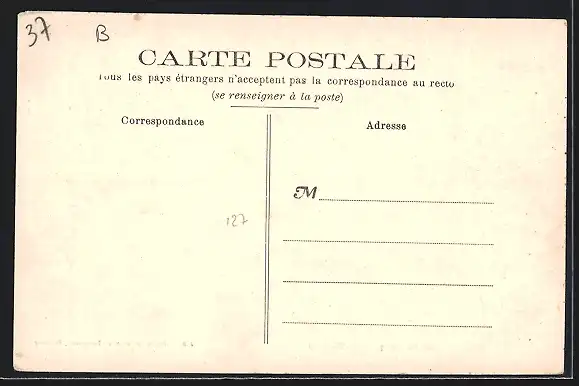 37 B
CARTE POSTALE
Tous les pays étrangers n'acceptent pas la correspondance au recto
(se renseigner à la poste)
Correspondance
Adresse
M
127